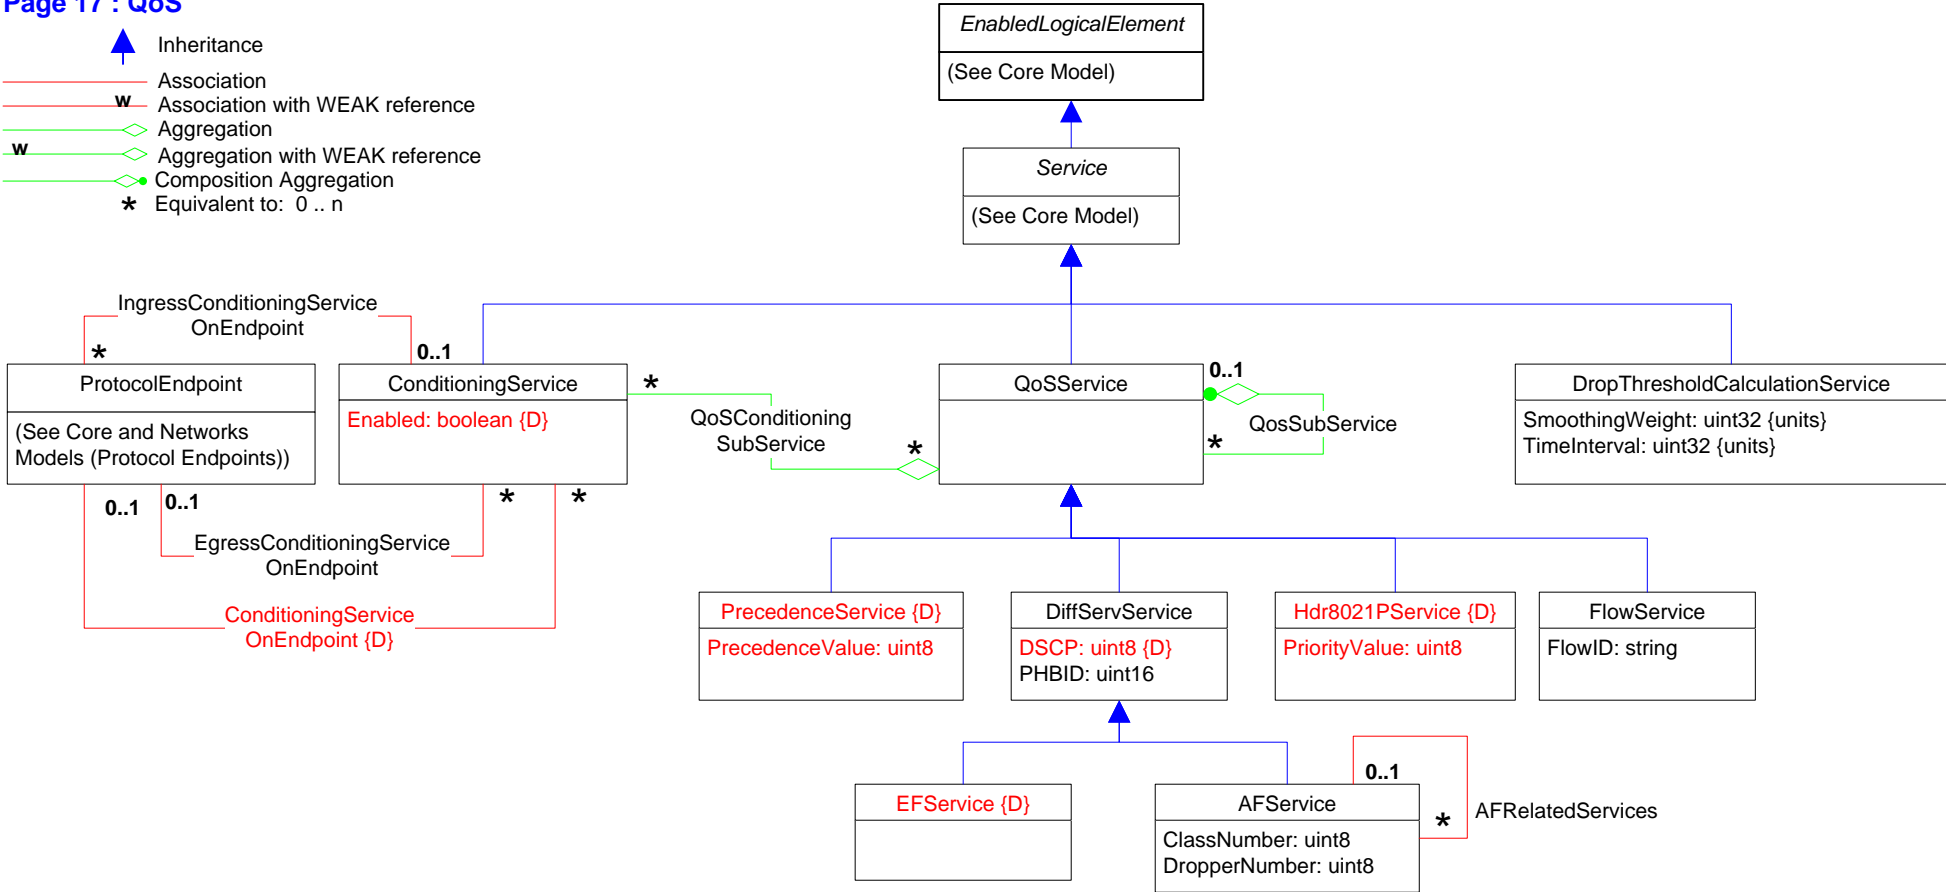 Page 17 : QoS
Inheritance
Association
w
Association with WEAK reference
Aggregation
w
Aggregation with WEAK reference
Composition Aggregation
* Equivalent to: 0 .. n
EnabledLogicalElement
(See Core Model)
Service
(See Core Model)
IngressConditioningService
OnEndpoint
*
0..1
ProtocolEndpoint
(See Core and Networks
Models (Protocol Endpoints))
ConditioningService
Enabled: boolean {D}
*
QoSConditioning
SubService
*
QoSService
0..1
QosSubService
*
DropThresholdCalculationService
SmoothingWeight: uint32 {units}
TimeInterval: uint32 {units}
0..1
0..1
*
*
EgressConditioningService
OnEndpoint
ConditioningService
OnEndpoint {D}
PrecedenceService {D}
PrecedenceValue: uint8
DiffServService
DSCP: uint8 {D}
PHBID: uint16
Hdr8021PService {D}
PriorityValue: uint8
FlowService
FlowID: string
EFService {D}
AFService
ClassNumber: uint8
DropperNumber: uint8
0..1
*
AFRelatedServices